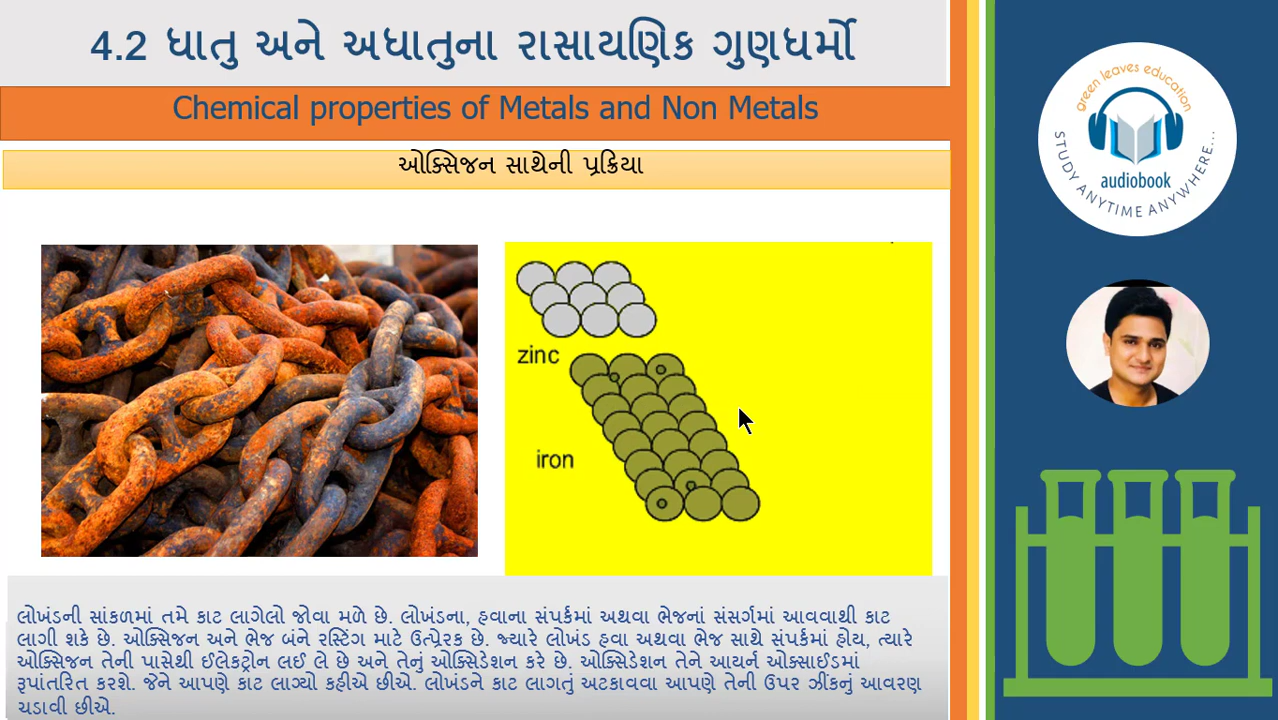 4.2 ધાતુ અને અધાતુના રાસાયણિક ગુણધર્મો
Chemical properties of Metals and Non Metals
ઓક્સિજન સાથેની પ્રક્રિયા
zinc
iron
લોખંડની સાંકળમાં તમે કાટ લાગેલો જોવા મળે છે. લોખંડના, હવાના સંપર્કમાં અથવા ભેજનાં સંસર્ગમાં આવવાથી કાટ
લાગી શકે છે. ઓક્સિજન અને ભેજ બંને રસ્ટિંગ માટે ઉત્પ્રેરક છે. જ્યારે લોખંડ હવા અથવા ભેજ સાથે સંપર્કમાં હોય, ત્યારે
ઓક્સિજન તેની પાસેથી ઈલેકટ્રોન લઈ લે છે અને તેનું ઓક્સિડેશન કરે છે. ઓક્સિડેશન તેને આયર્ન ઓક્સાઈડમાં
રૂપાંતરિત કરશે. જેને આપણે કાટ લાગ્યો કહીએ છીએ. લોખંડને કાટ લાગતું અટકાવવા આપણે તેની ઉપર ઝીંકનું આવરણ
ચડાવી છીએ.
green leaves education
audiobook
STUDY ANYTIME ANYWHERE...